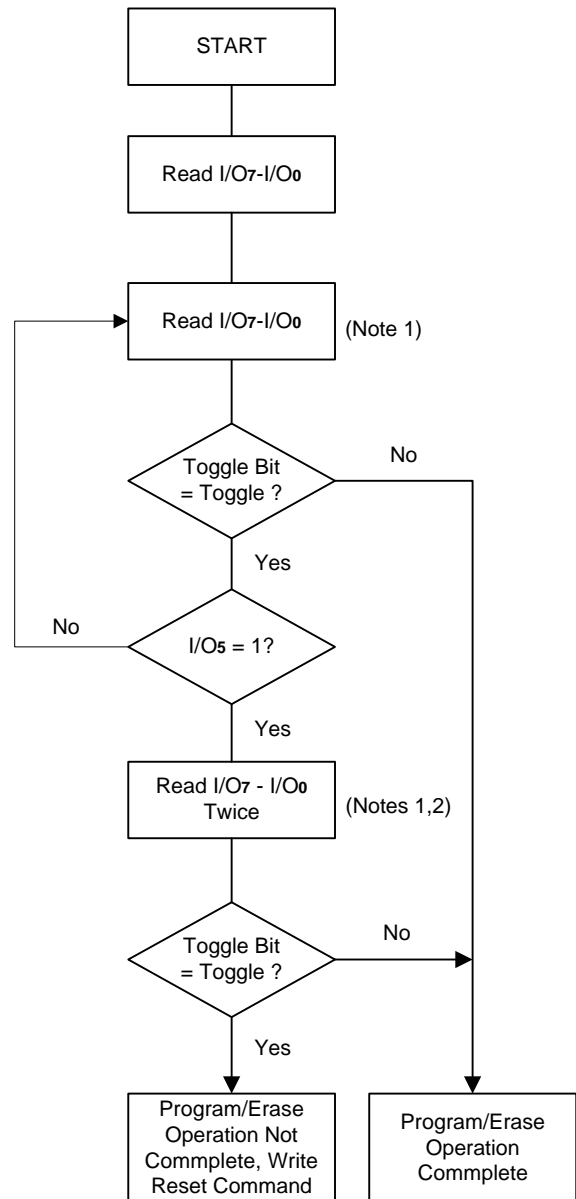 START
Read I/O7-I/O0
Read I/O7-I/O0
(Note 1)
Toggle Bit
= Toggle ?
No
Yes
No
I/O5 = 1?
Yes
Read I/O7 - I/O0
Twice
(Notes 1,2)
Toggle Bit
= Toggle ?
No
Yes
Program/Erase
Operation Not
Commplete, Write
Reset Command
Program/Erase
Operation
Commplete